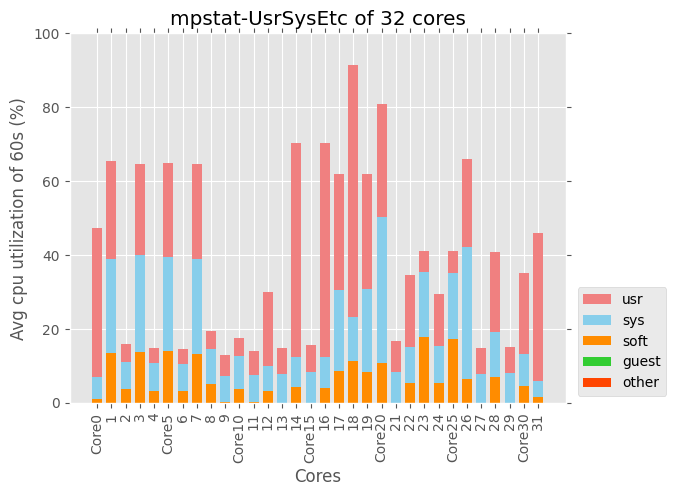 mpstat-UsrSysEtc of 32 cores
Avg cpu utilization of 60s (%)
100
80
60
40
20
0
Core0
1
2
3
4
Core5
6
7
8
9
Core10
11
12
13
14
Core15
16
17
18
19
Core20
21
22
23
24
Core25
26
27
28
29
Core30
31
Cores
usr
sys
soft
guest
other